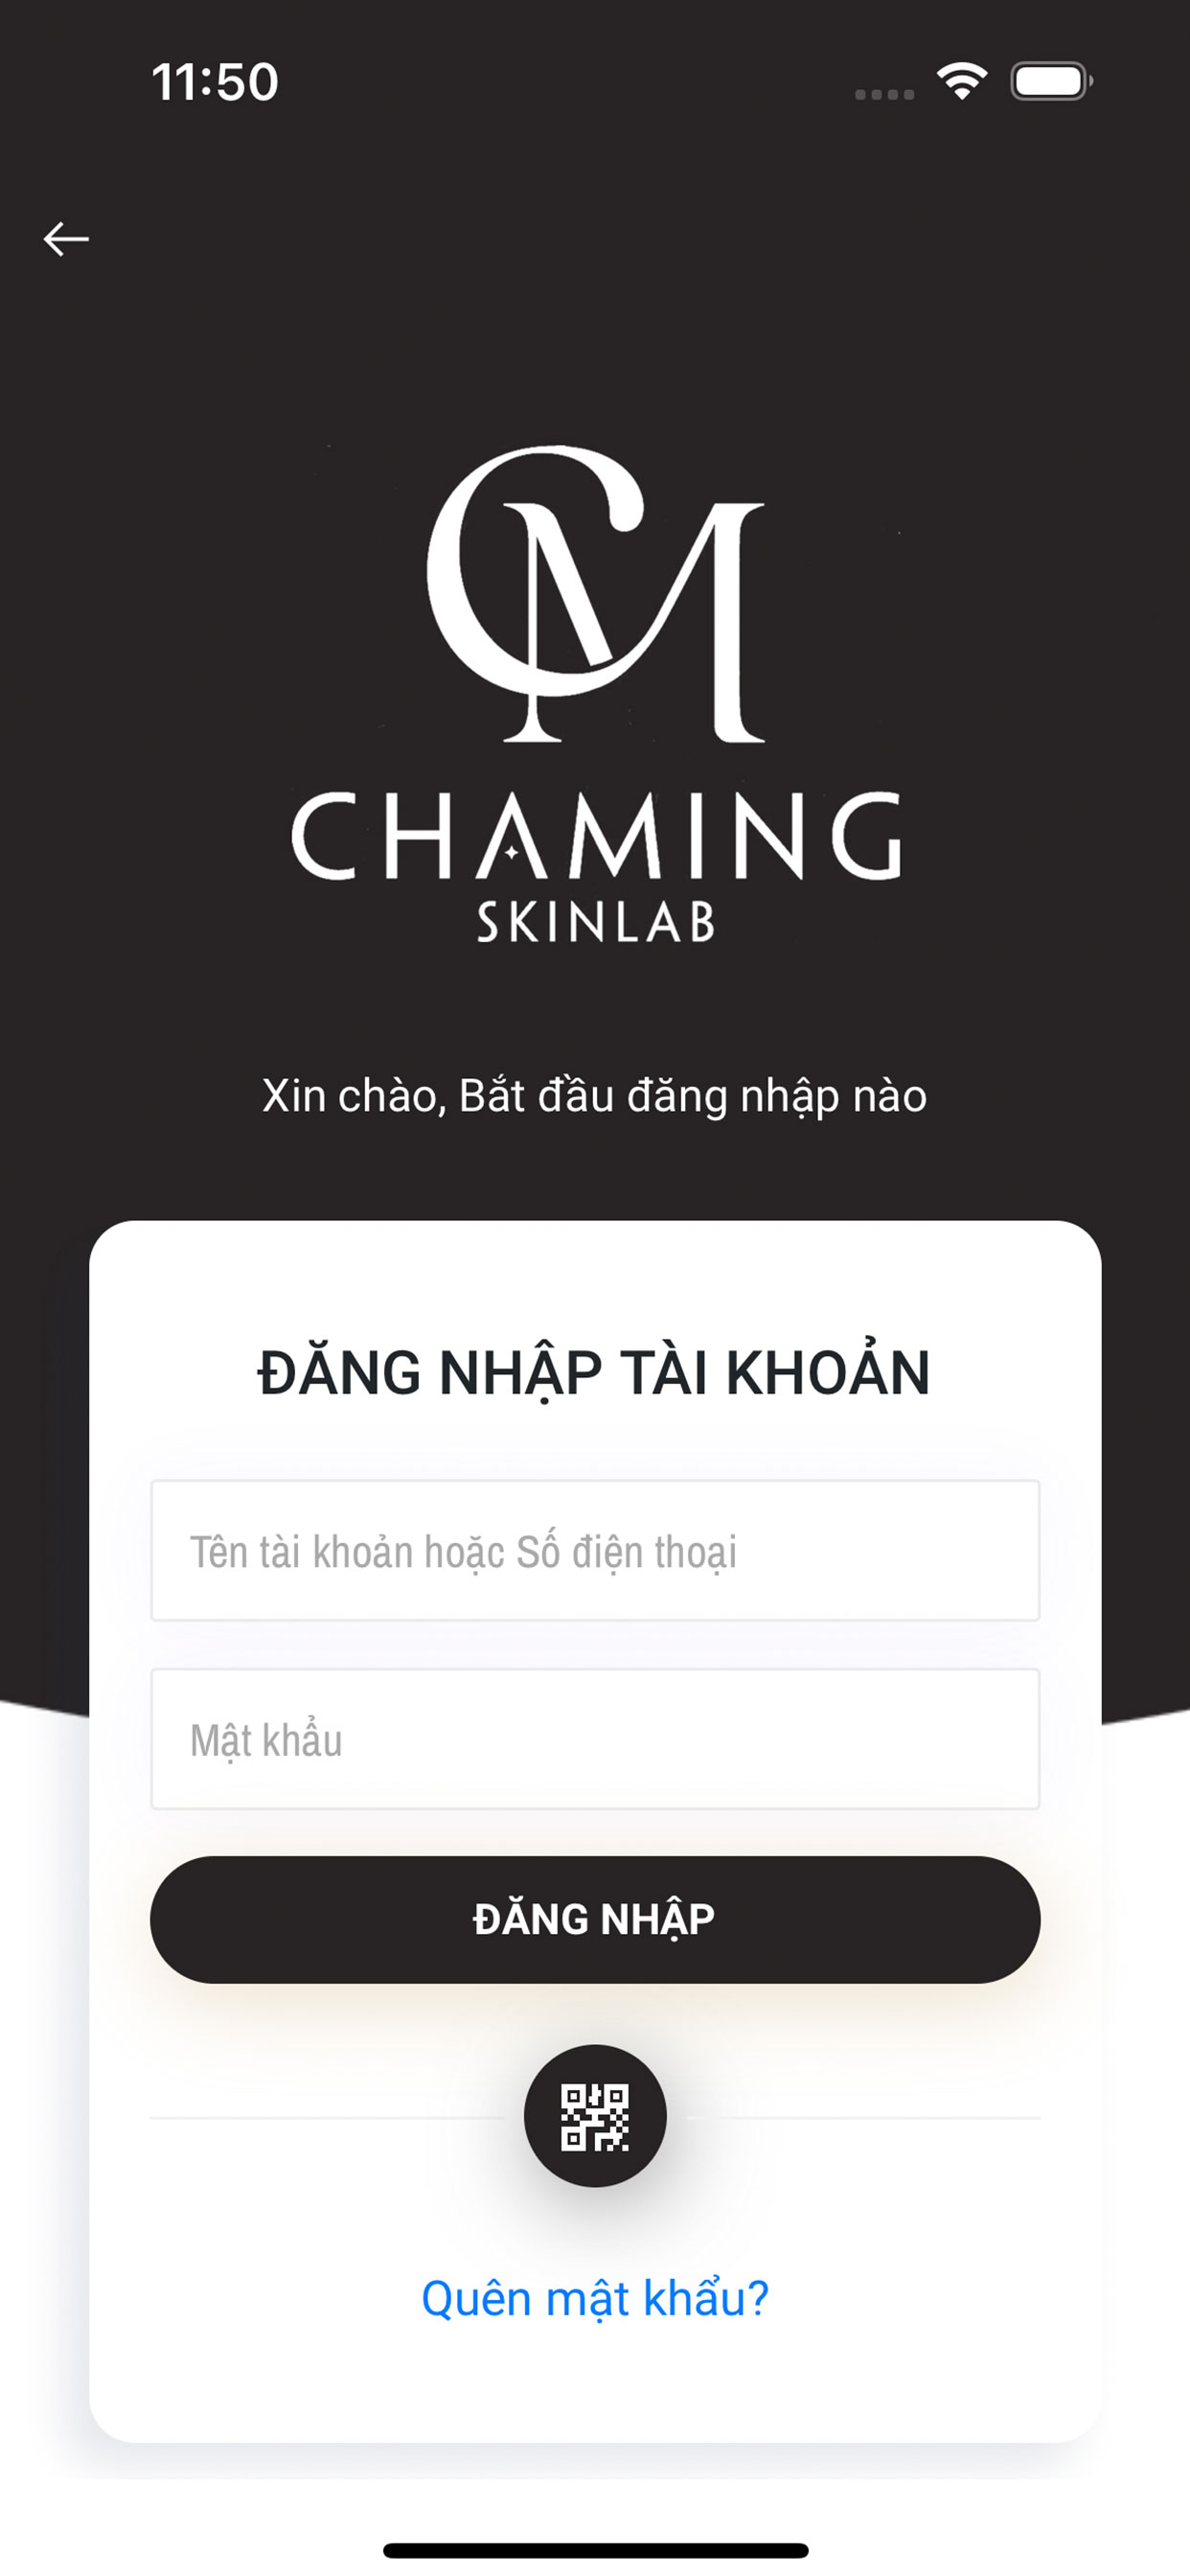 11:50
CM
CHAMING
SKINLAB
Xin chào, Bắt đầu đăng nhập nào
ĐĂNG NHẬP TÀI KHOẢN
Tên tài khoản hoặc Số điện thoại
Mật khẩu
ĐĂNG NHẬP
Quên mật khẩu?